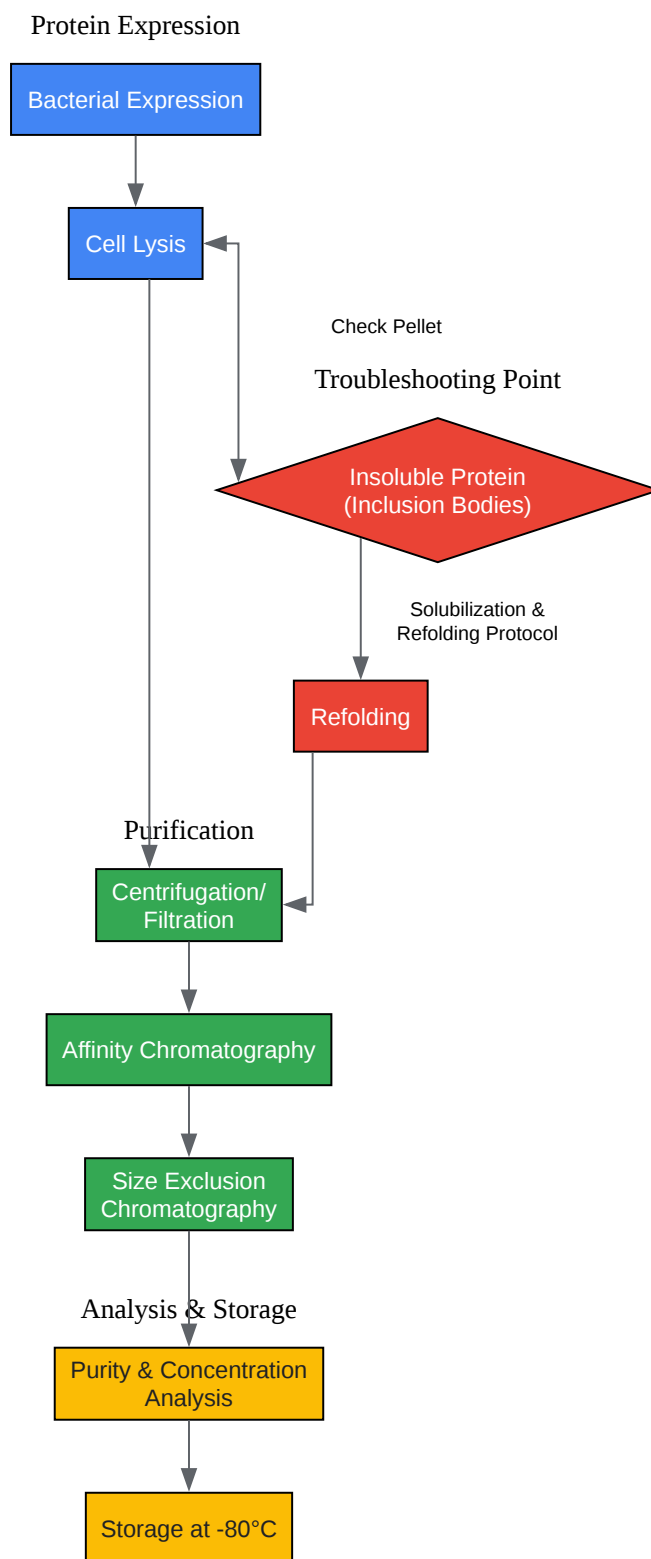 Protein Expression
Bacterial Expression
Cell Lysis
Check Pellet
Troubleshooting Point
Insoluble Protein
(Inclusion Bodies)
Solubilization &
Refolding Protocol
Refolding
Purification
Centrifugation/
Filtration
Affinity Chromatography
Size Exclusion
Chromatography
Analysis & Storage
Purity & Concentration
Analysis
Storage at -80°C